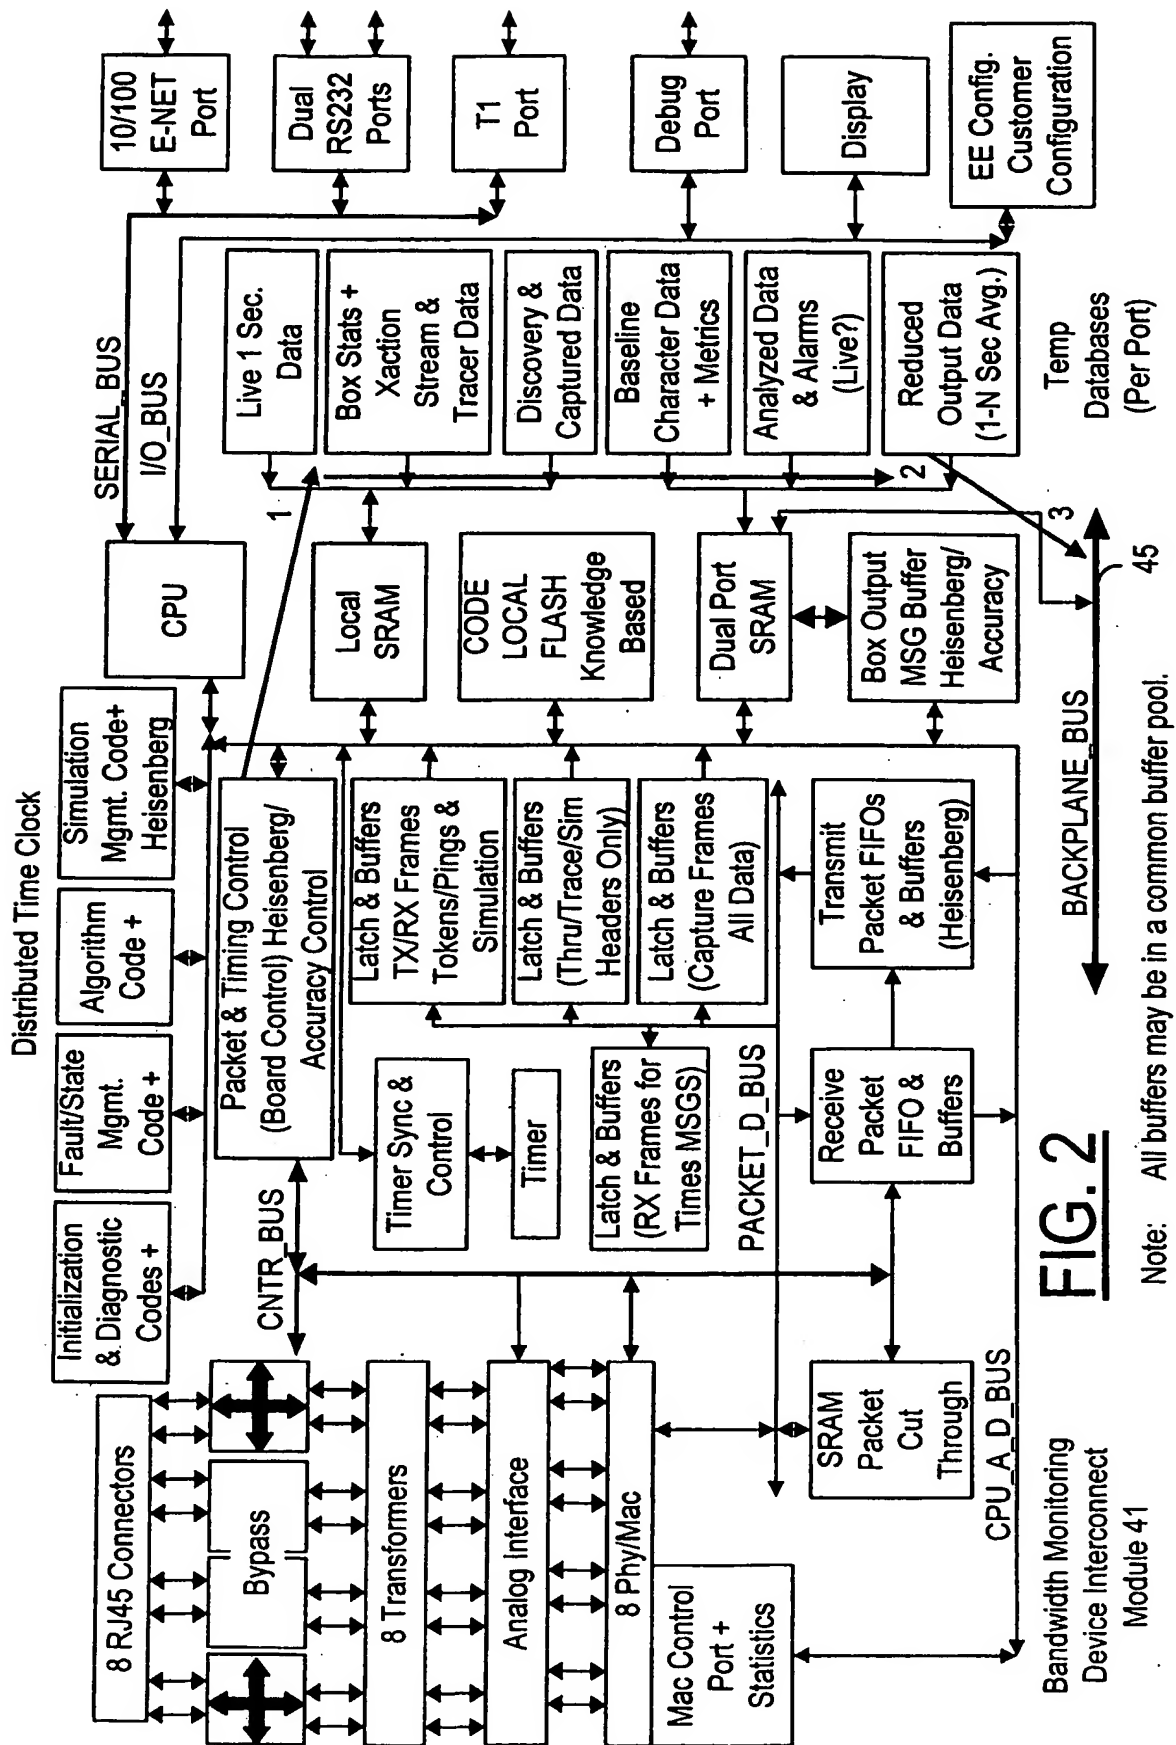 Distributed Time Clock
8 RJ45 Connectors
Bypass
8 Transformers
Analog Interface
8 Phy/Mac
Mac Control
Port +
Statistics
Initialization
& Diagnostic
Codes +
Fault/State
Mgmt.
Code +
Algorithm
Code +
Simulation
Mgmt. Code+
Heisenberg
CNTR_BUS
Packet & Timing Control
(Board Control) Heisenberg/
Accuracy Control
Timer Sync &
Control
Timer
Latch & Buffers
TX/RX Frames
Tokens/Pings &
Simulation
Latch & Buffers
(Thru/Trace/Sim
Headers Only)
Latch & Buffers
(Capture Frames
All Data)
Latch & Buffers
(RX Frames for
Times MSGS)
PACKET_D_BUS
SRAM
Packet
Cut
Through
Receive
Packet
FIFO &
Buffers
Transmit
Packet FIFOs
& Buffers
(Heisenberg)
CPU_A_D_BUS
CPU
SERIAL_BUS
I/O_BUS
Local
SRAM
CODE
LOCAL
FLASH
Knowledge
Based
Dual Port
SRAM
Box Output
MSG Buffer
Heisenberg/
Accuracy
1
2
3
Live 1 Sec.
Data
Box Stats +
Xaction
Stream &
Tracer Data
Discovery &
Captured Data
Baseline
Character Data
+ Metrics
Analyzed Data
& Alarms
(Live?)
Reduced
Output Data
(1-N Sec Avg.)
Temp
Databases
(Per Port)
10/100
E-NET
Port
Dual
RS232
Ports
T1
Port
Debug
Port
Display
EE Config.
Customer
Configuration
BACKPLANE_BUS
45
Bandwidth Monitoring
Device Interconnect
Module 41
FIG. 2
Note: All buffers may be in a common buffer pool.